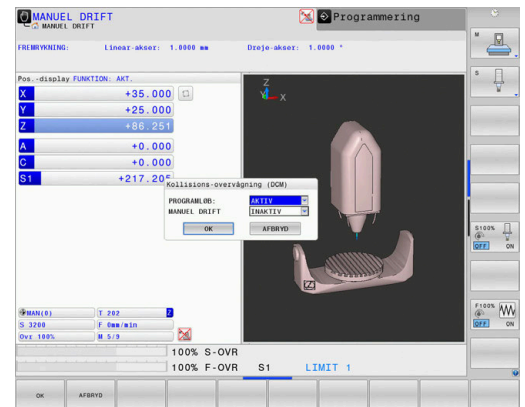 MANUEL DRIFT
MANUEL DRIFT
Programmering
FREMRYKNING: Linear-akser: 1.0000 mm Dreje-akser: 1.0000 °
Pos.-display FUNKTION: AKT.
X +35.000
Y +25.000
Z +86.251
A +0.000
C +0.000
S1 +217.205
Z
Y
X
Kollisions-overvågning (DCM)
PROGRAMLØB: AKTIV
MANUEL DRIFT INAKTIV
OK AFBRYD
MAN(0) T 202 Z
S 3200 F 0mm/min
Ovr 100% M 5/9
100% S-OVR
100% F-OVR S1 LIMIT 1
M
S
S100%
OFF ON
F100%
OFF ON
OK AFBRYD